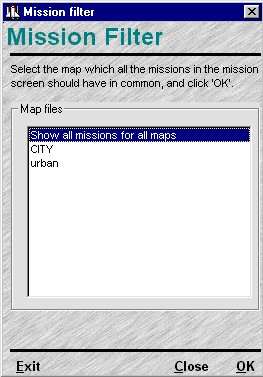 Mission filter
Mission Filter
Select the map which all the missions in the mission
screen should have in common, and click 'OK'.
Map files
Show all missions for all maps
CITY
urban
Exit Close OK